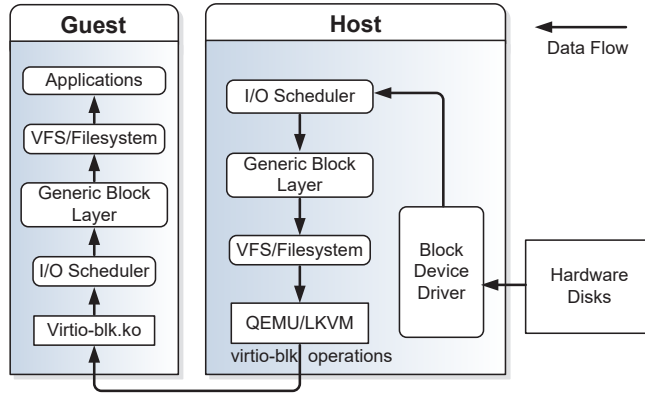 Guest
Applications
VFS/Filesystem
Generic Block
Layer
I/O Scheduler
Virtio-blk.ko
Host
I/O Scheduler
Generic Block
Layer
VFS/Filesystem
QEMU/LKVM
virtio-blk operations
Block
Device
Driver
Data Flow
Hardware
Disks